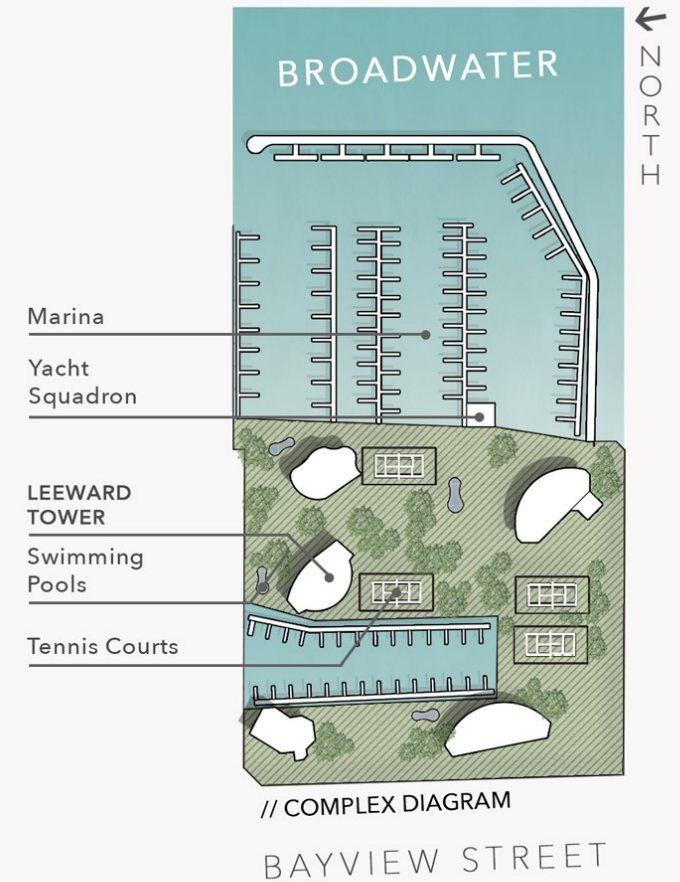 BROADWATER
NORTH
Marina
Yacht
Squadron
LEEWARD
TOWER
Swimming
Pools
Tennis Courts
// COMPLEX DIAGRAM
BAYVIEW STREET